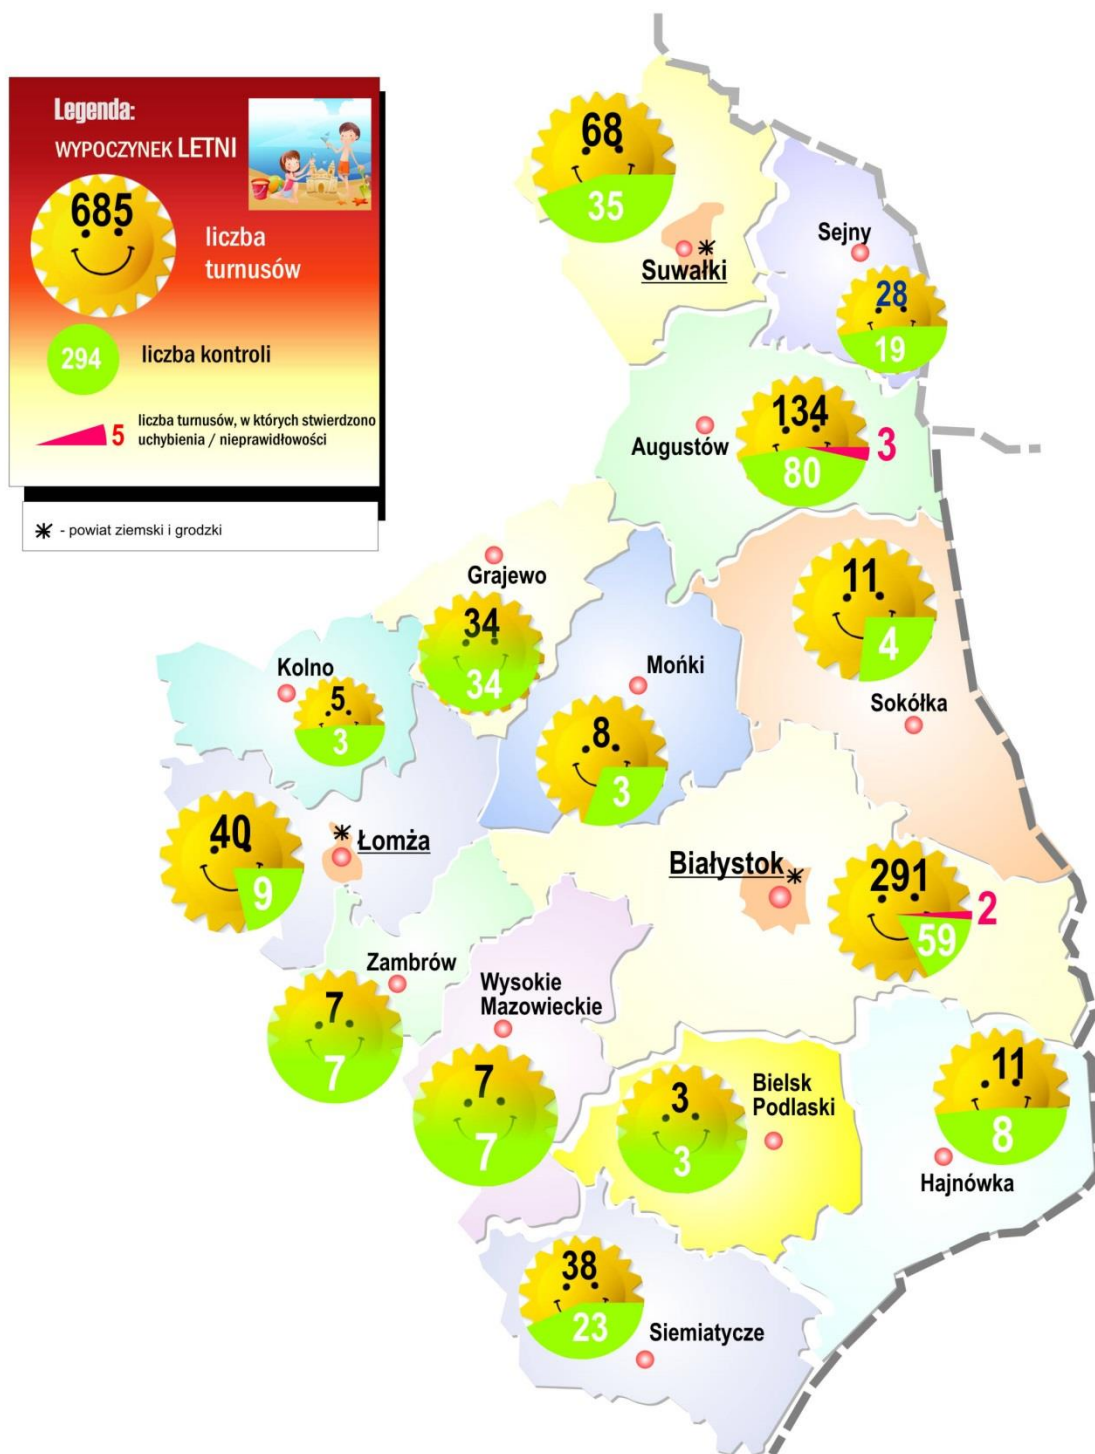 Legenda:
WYPOCZYNEK LETNI
685
liczba
turnusów
294
liczba kontroli
5
liczba turnusów, w których stwierdzono
uchybienia / nieprawidłowości
- powiat ziemski i grodzki
68
35
Suwałki
Sejny
28
19
134
Augustów
3
80
11
4
Sokółka
Grajewo
34
34
Kolno
5
3
Mońki
8
3
40
9
Łomża
Białystok
291
2
59
Zambrów
7
7
Wysokie
Mazowieckie
7
7
3
3
Bielsk
Podlaski
11
8
Hajnówka
38
23
Siemiatycze